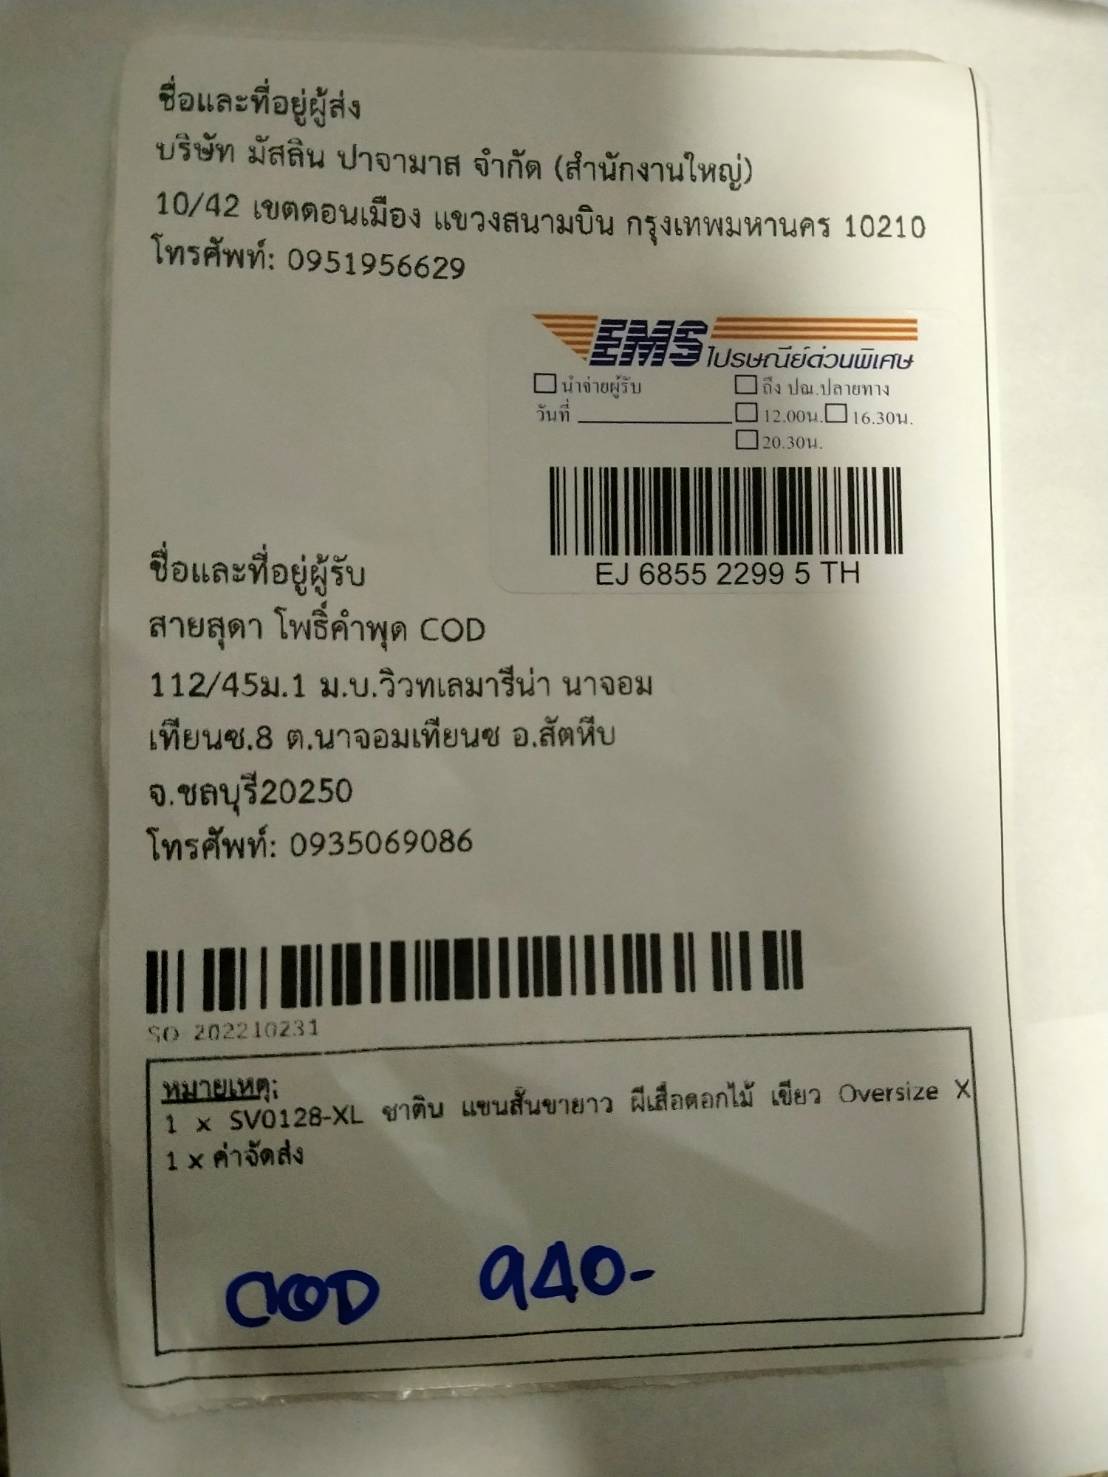 ชื่อและที่อยู่ผู้ส่ง
บริษัท มัสลิน ปาจามาส จำกัด (สำนักงานใหญ่)
10/42 เขตดอนเมือง แขวงสนามบิน กรุงเทพมหานคร 10210
โทรศัพท์: 0951956629
EMS ไปรษณีย์ด่วนพิเศษ
นำจ่ายผู้รับ ถึง ปณ.ปลายทาง
วันที่ 12.00น. 16.30น.
20.30น.
EJ 6855 2299 5 TH
ชื่อและที่อยู่ผู้รับ
สายสุดา โพธิ์คำพุด COD
112/45ม.1 ม.บ.วิวทเลมารีน่า นาจอม
เทียนซ.8 ต.นาจอมเทียนซ อ.สัตหีบ
จ.ชลบุรี20250
โทรศัพท์: 0935069086
SO 202210231
หมายเหตุ:
1 x SV0128-XL ซาติน แขนสั้นขายาว ผีเสื้อดอกไม้ เขียว Oversize X
1 x ค่าจัดส่ง
COD 940-